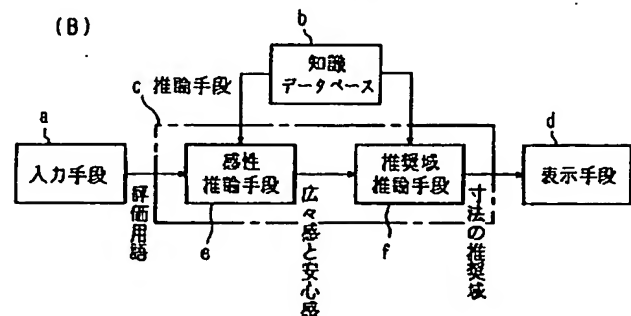 (B)
b
知識
データベース
c 推論手段
a
入力手段
評価用語
感性
推論手段
e
広々感と安心感
推奨域
推論手段
f
寸法の推奨域
d
表示手段